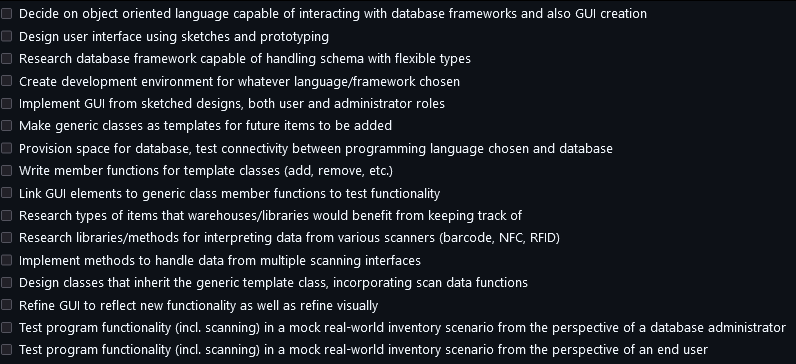 Decide on object oriented language capable of interacting with database frameworks and also GUI creation
Design user interface using sketches and prototyping
Research database framework capable of handling schema with flexible types
Create development environment for whatever language/framework chosen
Implement GUI from sketched designs, both user and administrator roles
Make generic classes as templates for future items to be added
Provision space for database, test connectivity between programming language chosen and database
Write member functions for template classes (add, remove, etc.)
Link GUI elements to generic class member functions to test functionality
Research types of items that warehouses/libraries would benefit from keeping track of
Research libraries/methods for interpreting data from various scanners (barcode, NFC, RFID)
Implement methods to handle data from multiple scanning interfaces
Design classes that inherit the generic template class, incorporating scan data functions
Refine GUI to reflect new functionality as well as refine visually
Test program functionality (incl. scanning) in a mock real-world inventory scenario from the perspective of a database administrator
Test program functionality (incl. scanning) in a mock real-world inventory scenario from the perspective of an end user